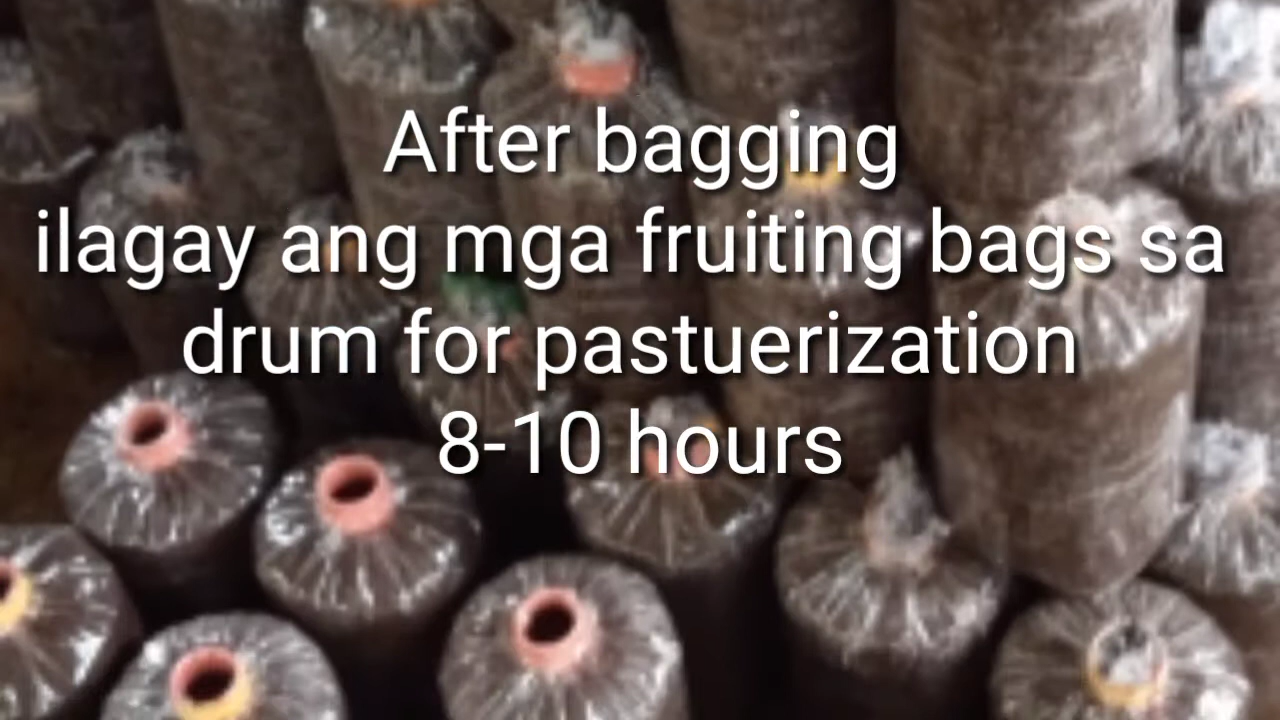 After bagging
ilagay ang mga fruiting bags sa
drum for pastuerization
8-10 hours